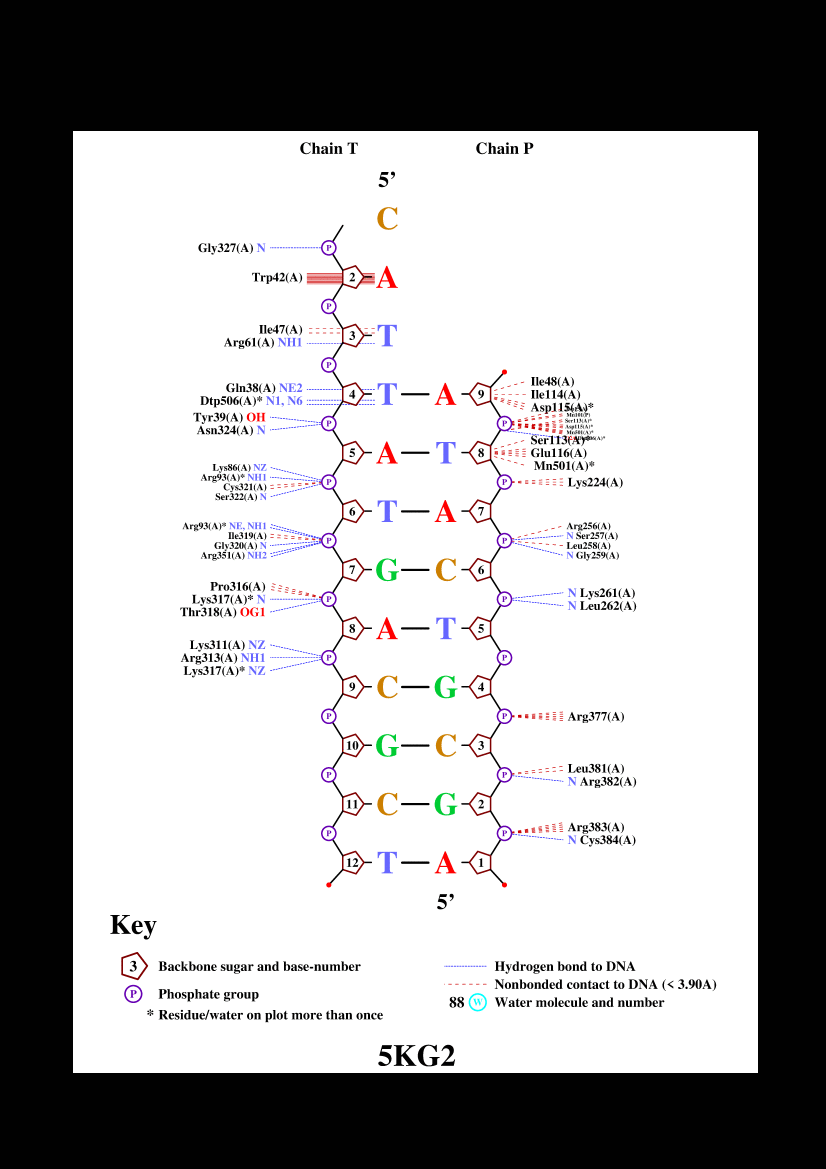 Chain T Chain P
5’
C
Gly327(A) N P
Trp42(A) 2 A
P
Ile47(A)
3 T
Arg61(A) NH1
P
Ile48(A)
Gln38(A) NE2
4 T A 9 Ile114(A)
Dtp506(A)* N1, N6
Asp115(A)*
Tyr39(A) OH
Ser113(A)*
P P
Asp115(A)*
Asn324(A) N
Mn501(A)*
Ser113(A)*
5 A T 8 Glu116(A)
Mn501(A)*
Lys86(A) NZ
Arg93(A)* NH1
P P Lys224(A)
Cys321(A)
Ser322(A) N
6 T A 7
Arg93(A)* NE, NH1 Arg256(A)
Ile319(A) N Ser257(A)
P P
Gly320(A) N Leu258(A)
Arg351(A) NH2 N Gly259(A)
7 G C 6
Pro316(A)
N Lys261(A)
Lys317(A)* N P P
N Leu262(A)
Thr318(A) OG1
8 A T 5
Lys311(A) NZ
Arg313(A) NH1 P P
Lys317(A)* NZ
9 C G 4
P P Arg377(A)
10 G C 3
Leu381(A)
P P
N Arg382(A)
11 C G 2
Arg383(A)
P P
N Cys384(A)
12 T A 1
5’
Key
3 Backbone sugar and base-number
P Phosphate group
* Residue/water on plot more than once
Hydrogen bond to DNA
Nonbonded contact to DNA (< 3.90A)
88 W Water molecule and number
5KG2